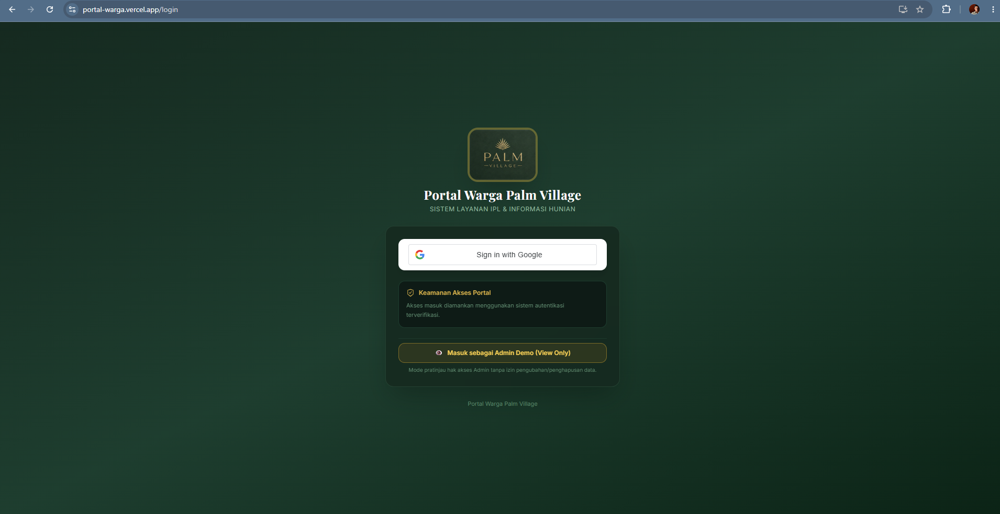 portal-warga.vercel.app/login
PALM
VILLAGE
Portal Warga Palm Village
SISTEM LAYANAN IPL & INFORMASI HUNIAN
Sign in with Google
Keamanan Akses Portal
Akses masuk diamankan menggunakan sistem autentikasi
terverifikasi.
Masuk sebagai Admin Demo (View Only)
Mode pratinjau hak akses Admin tanpa izin pengubahan/penghapusan data.
Portal Warga Palm Village